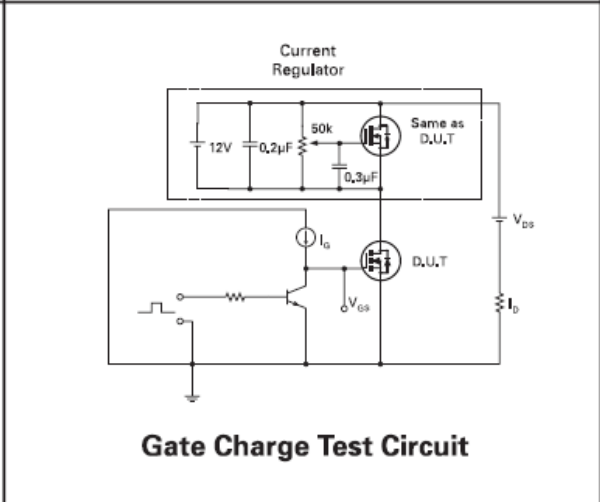 Current
Regulator
12V
0.2µF
50k
0.3µF
Same as
D.U.T
V_DS
I_G
D.U.T
V_GS
I_D
Gate Charge Test Circuit